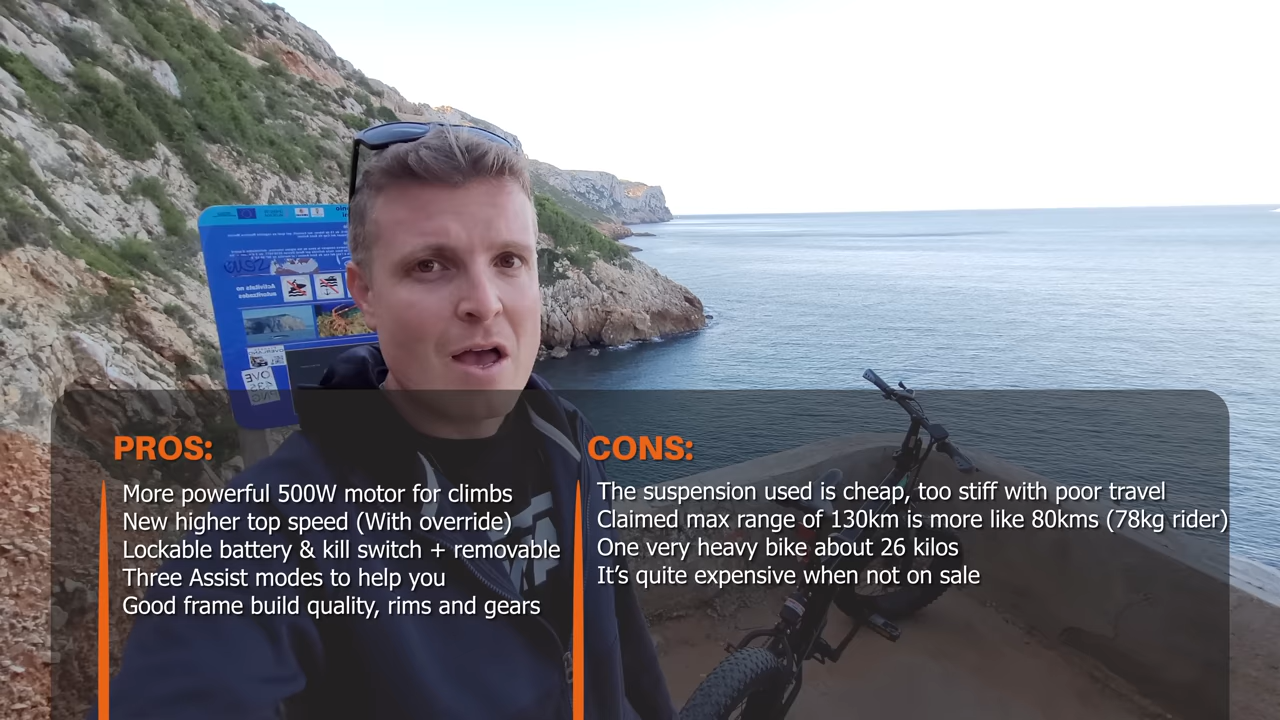 PROS:
More powerful 500W motor for climbs
New higher top speed (With override)
Lockable battery & kill switch + removable
Three Assist modes to help you
Good frame build quality, rims and gears
CONS:
The suspension used is cheap, too stiff with poor travel
Claimed max range of 130km is more like 80kms (78kg rider)
One very heavy bike about 26 kilos
It's quite expensive when not on sale
Activitats no
autoritzades